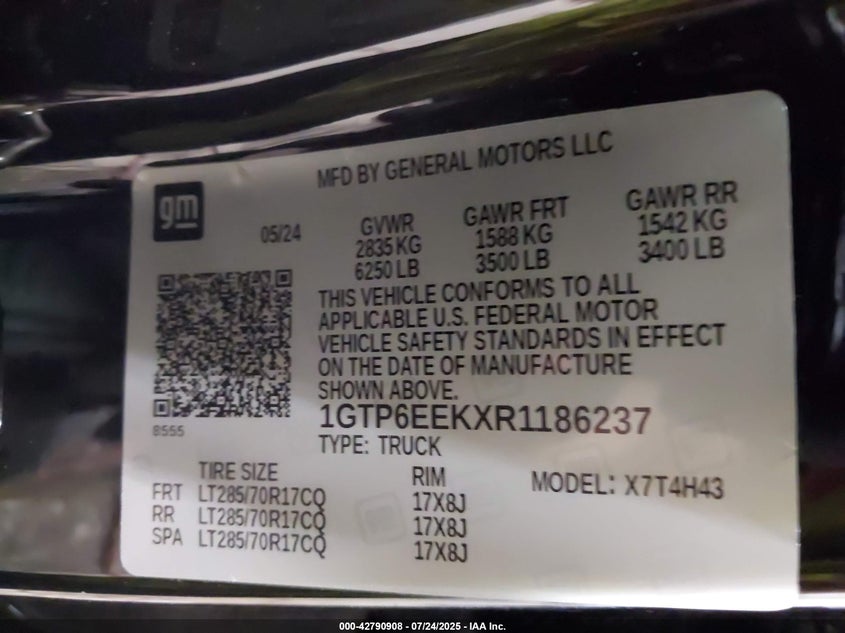 MFD BY GENERAL MOTORS LLC
gm
05/24
GVWR
2835 KG
6250 LB
GAWR FRT
1588 KG
3500 LB
GAWR RR
1542 KG
3400 LB
THIS VEHICLE CONFORMS TO ALL
APPLICABLE U.S. FEDERAL MOTOR
VEHICLE SAFETY STANDARDS IN EFFECT
ON THE DATE OF MANUFACTURE
SHOWN ABOVE.
8555
1GTP6EEKXR1186237
TYPE: TRUCK
TIRE SIZE RIM MODEL: X7T4H43
FRT LT285/70R17CQ 17X8J
RR LT285/70R17CQ 17X8J
SPA LT285/70R17CQ 17X8J
000-42790908 - 07/24/2025 - IAA Inc.